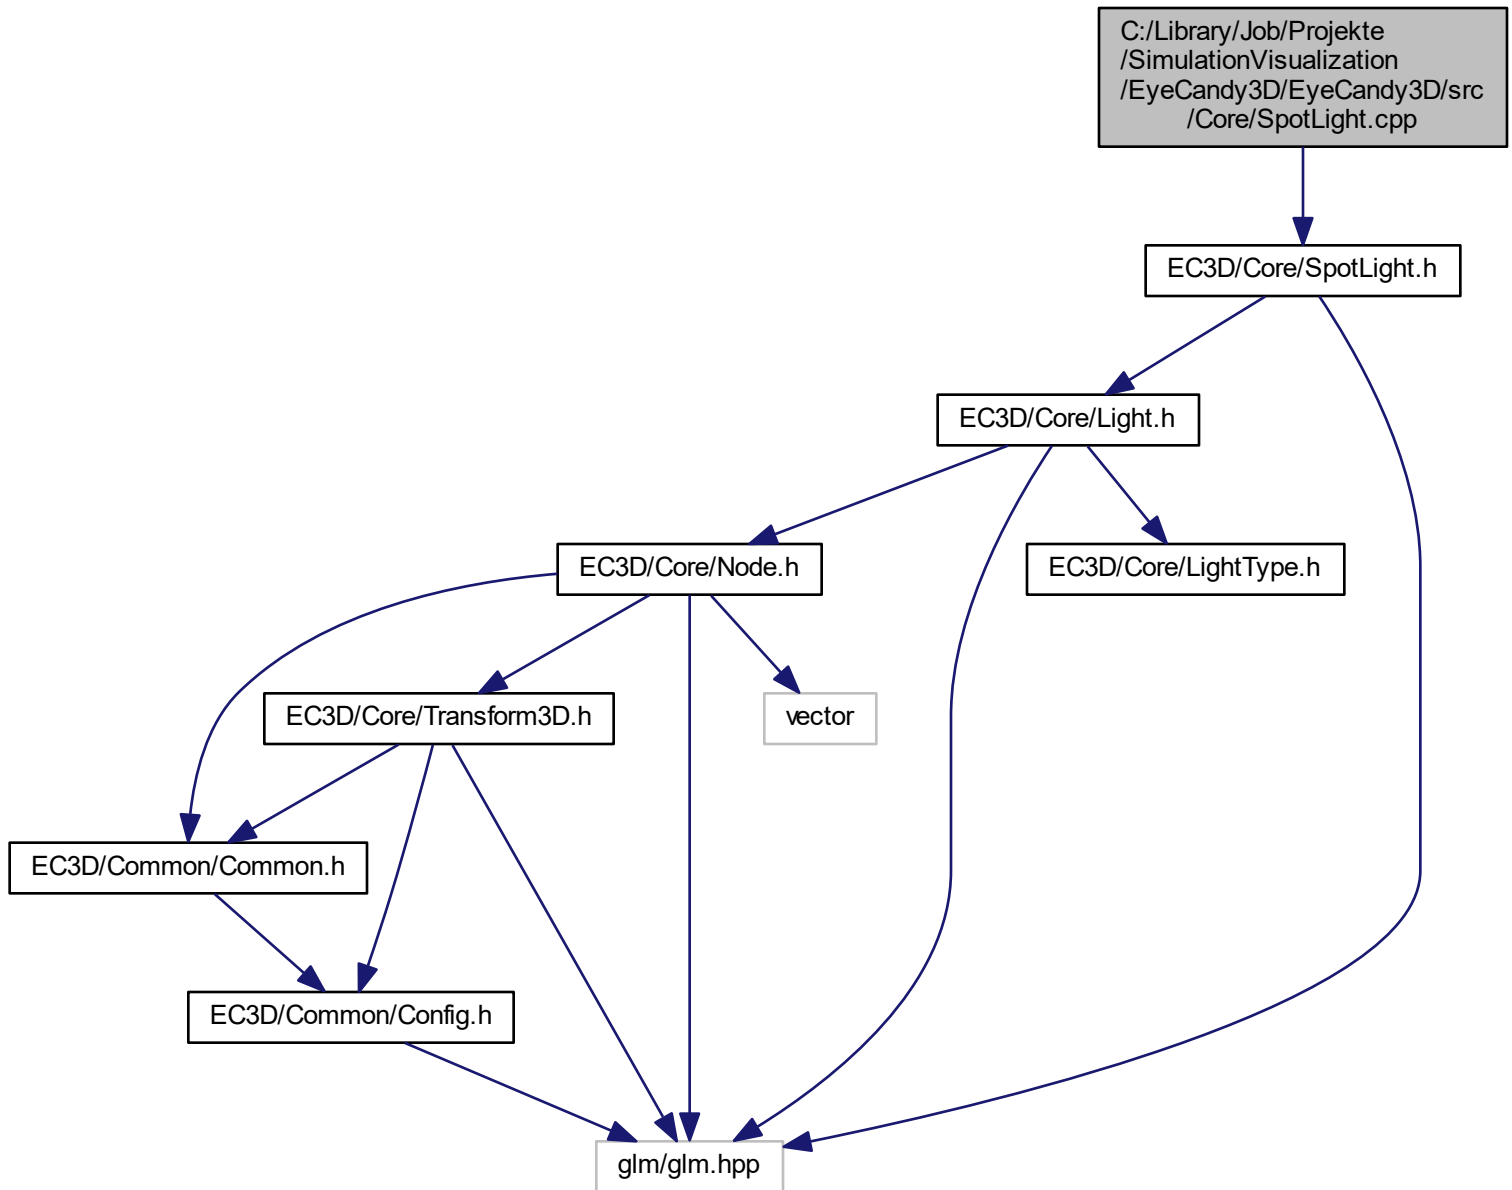 C:/Library/Job/Projekte
/SimulationVisualization
/EyeCandy3D/EyeCandy3D/src
/Core/SpotLight.cpp
EC3D/Core/SpotLight.h
EC3D/Core/Light.h
EC3D/Core/Node.h
EC3D/Core/LightType.h
EC3D/Core/Transform3D.h
vector
EC3D/Common/Common.h
EC3D/Common/Config.h
glm/glm.hpp